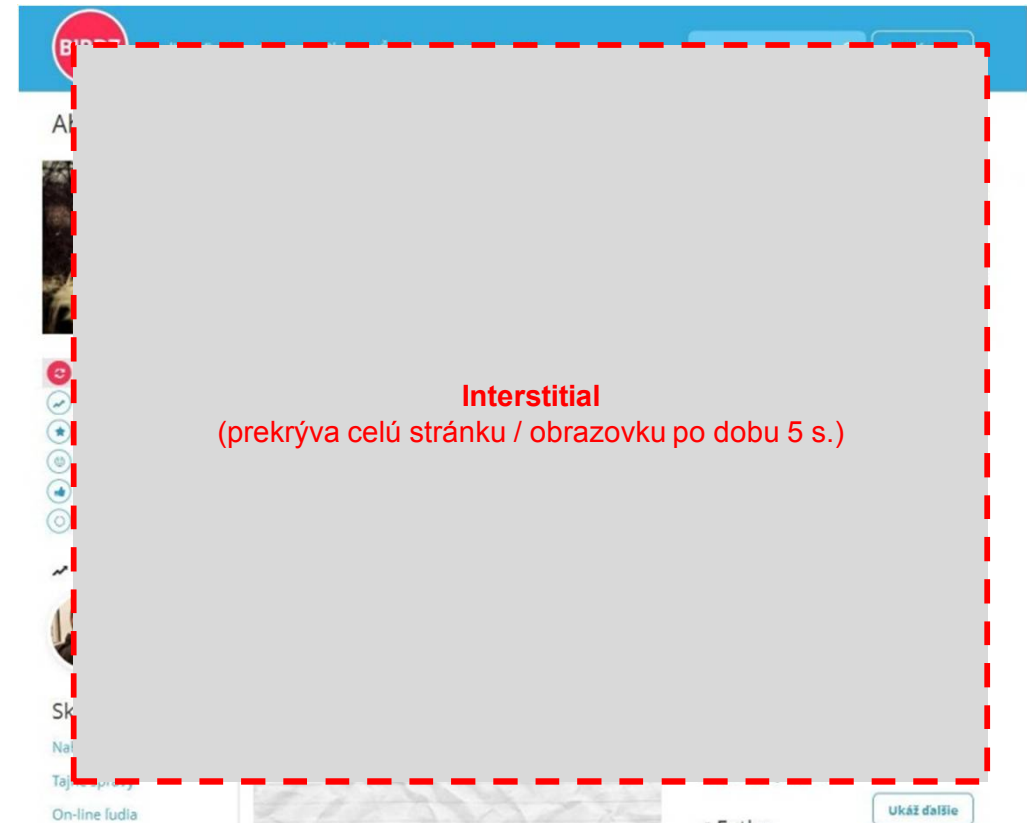 Interstitial
(prekrýva celú stránku / obrazovku po dobu 5 s.)
On-line ľudia
Ukáž ďalšie